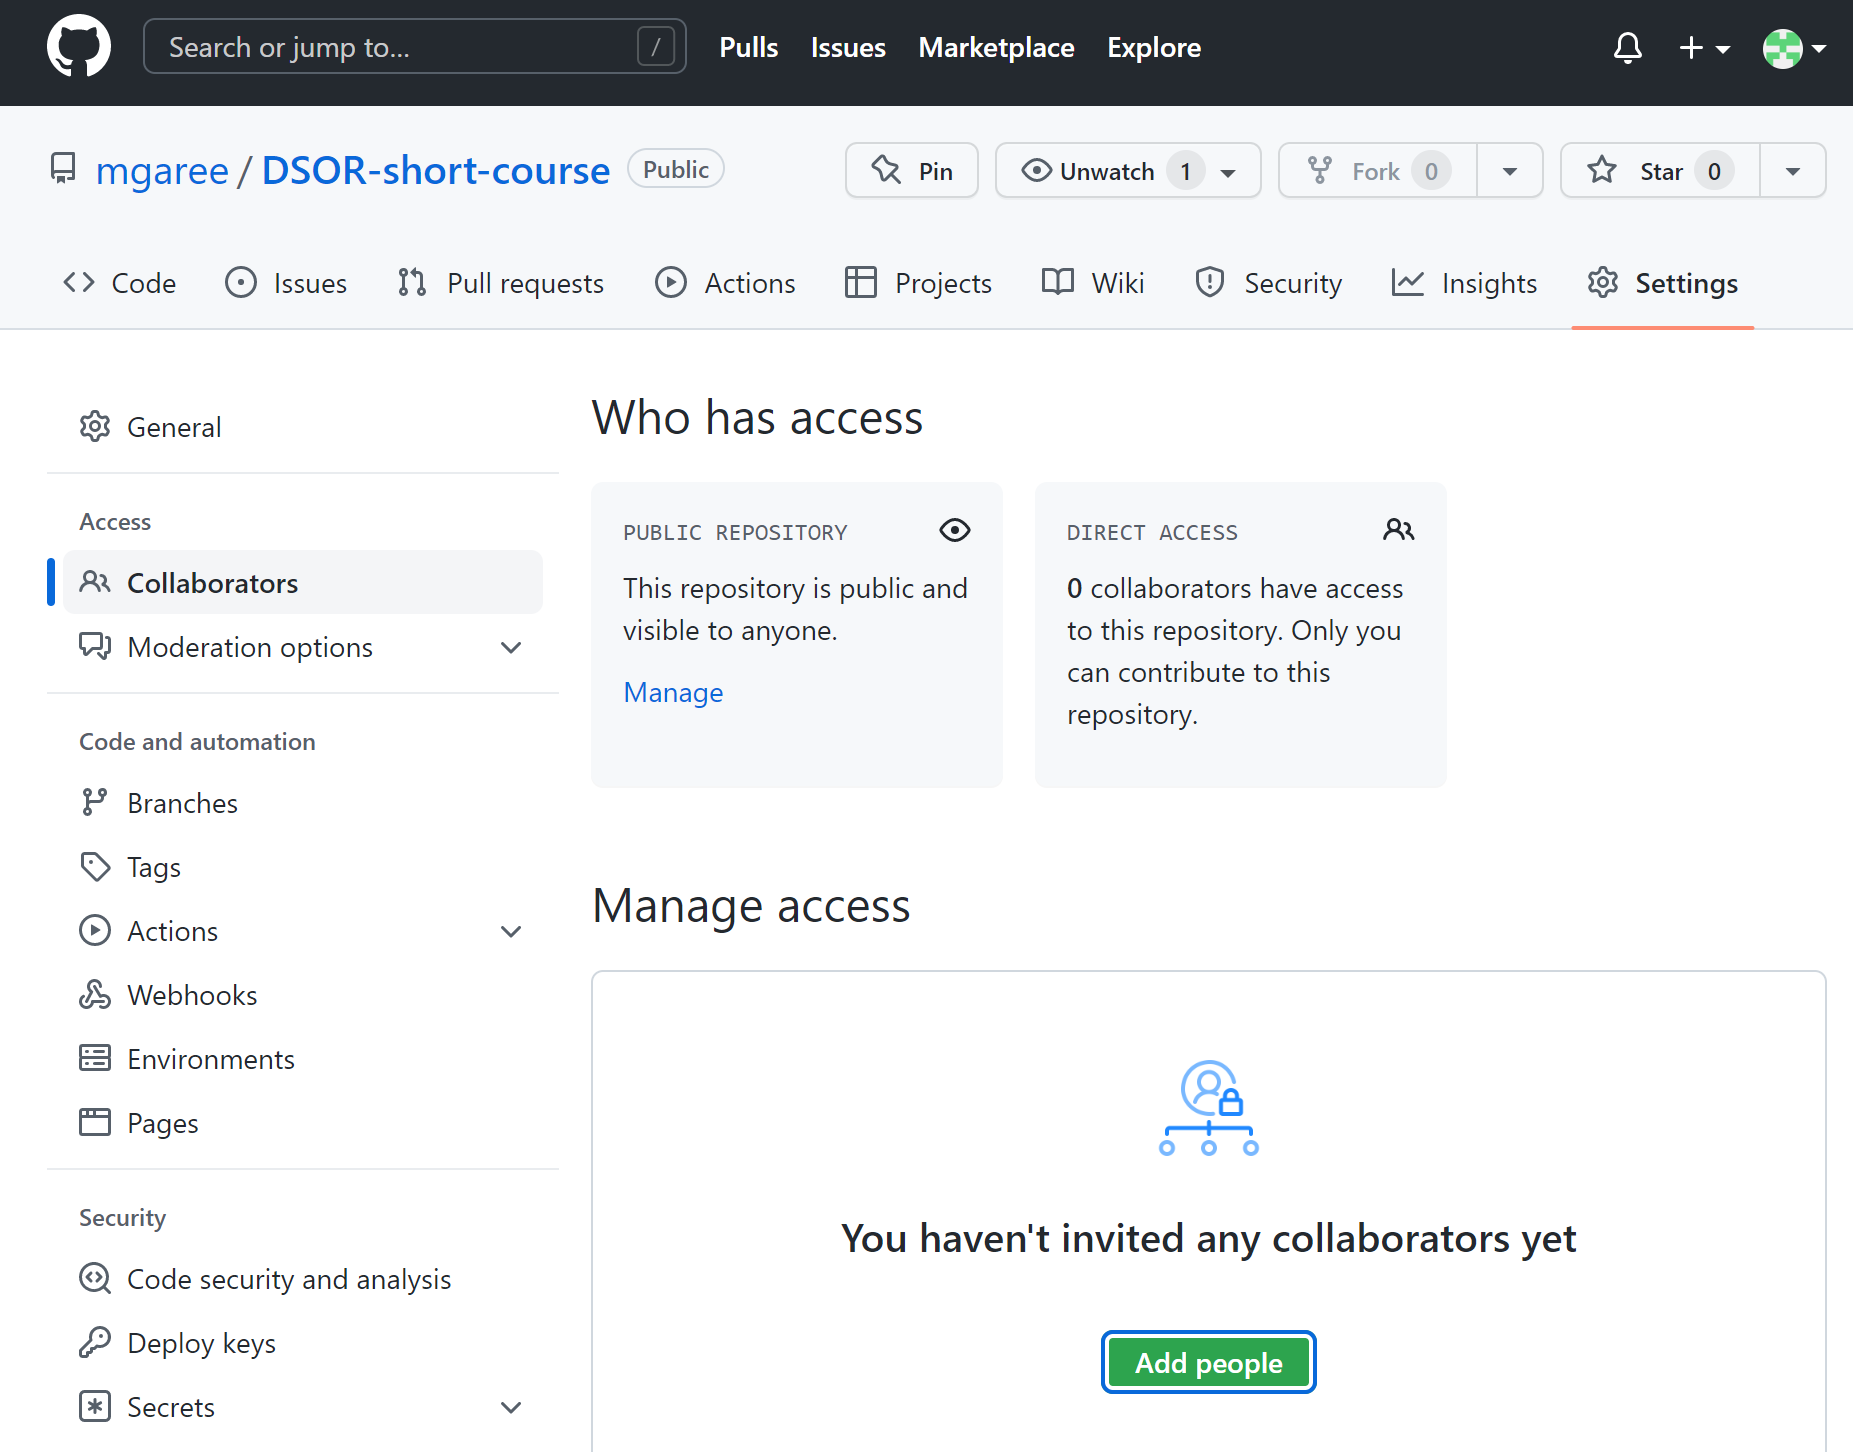 Search or jump to... /
Pulls Issues Marketplace Explore
mgaree / DSOR-short-course Public
Pin Unwatch 1 Fork 0 Star 0
Code Issues Pull requests Actions Projects Wiki Security Insights Settings
General
Access
Collaborators
Moderation options
Code and automation
Branches
Tags
Actions
Webhooks
Environments
Pages
Security
Code security and analysis
Deploy keys
Secrets
Who has access
PUBLIC REPOSITORY
This repository is public and
visible to anyone.
Manage
DIRECT ACCESS
0 collaborators have access
to this repository. Only you
can contribute to this
repository.
Manage access
You haven't invited any collaborators yet
Add people